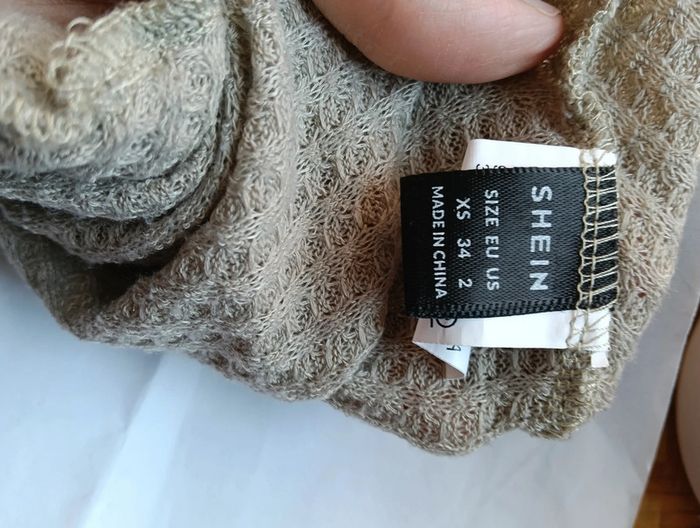 SHEIN
SIZE EU US
XS 34 2
MADE IN CHINA